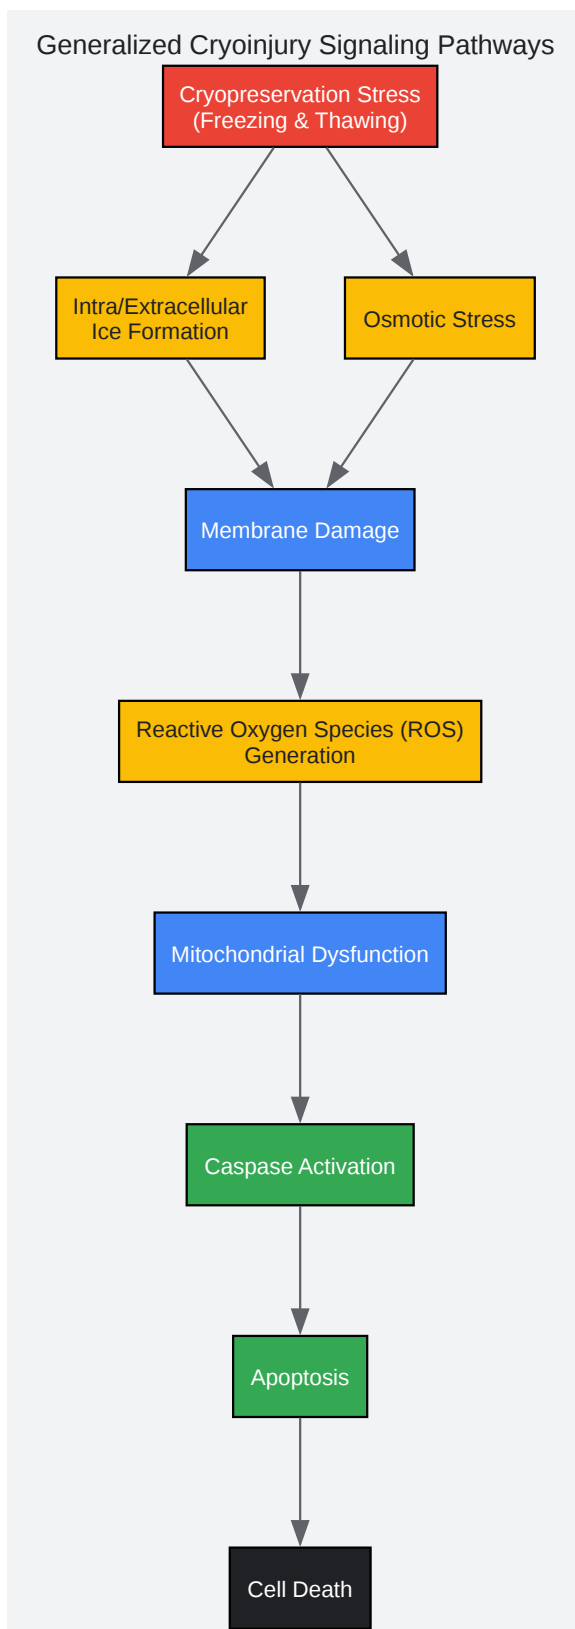 Generalized Cryoinjury Signaling Pathways
Cryopreservation Stress
(Freezing & Thawing)
Intra/Extracellular
Ice Formation
Osmotic Stress
Membrane Damage
Reactive Oxygen Species (ROS)
Generation
Mitochondrial Dysfunction
Caspase Activation
Apoptosis
Cell Death